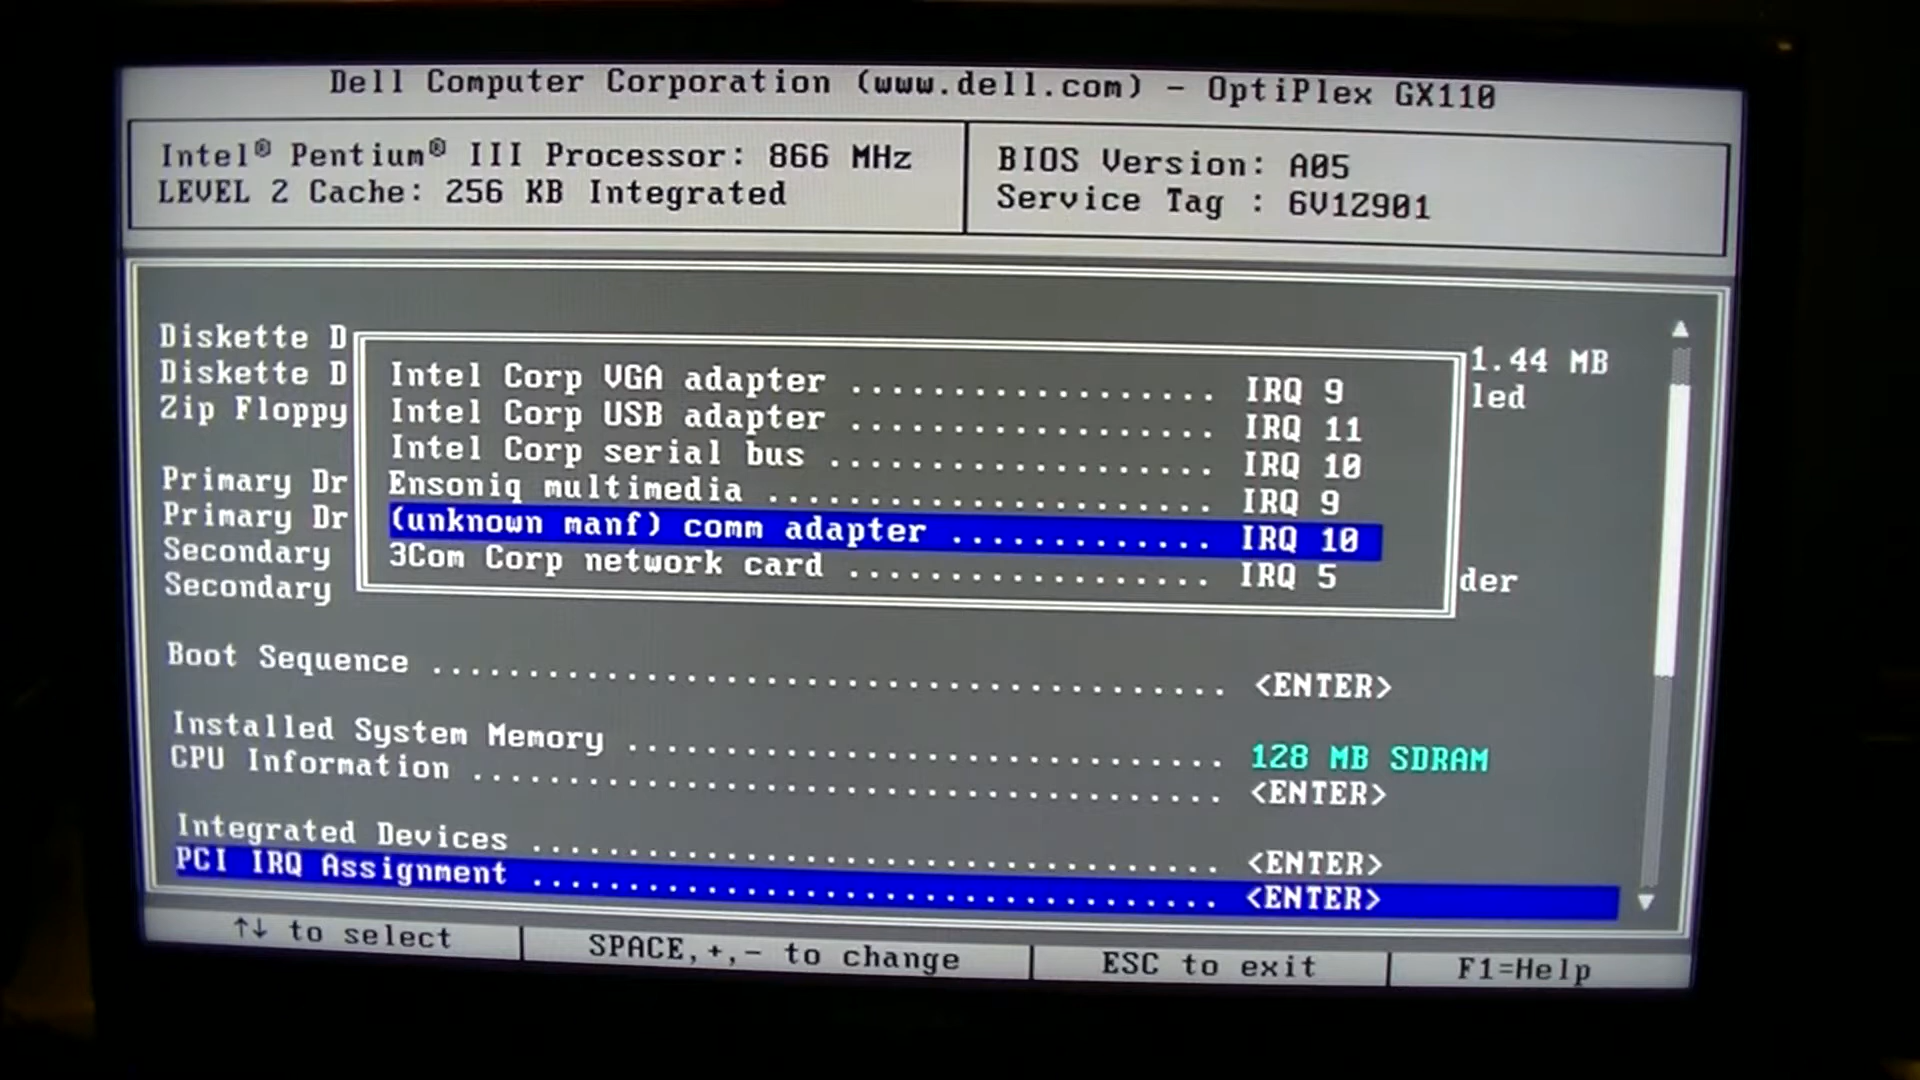 Dell Computer Corporation (www.dell.com) - OptiPlex GX110
Intel® Pentium® III Processor: 866 MHz
LEVEL 2 Cache: 256 KB Integrated
BIOS Version: A05
Service Tag : 6V12901
Diskette D
1.44 MB
Diskette D
led
Zip Floppy
Intel Corp VGA adapter ................. IRQ 9
Intel Corp USB adapter ................. IRQ 11
Intel Corp serial bus .................. IRQ 10
Ensoniq multimedia ..................... IRQ 9
(unknown manf) comm adapter ............ IRQ 10
3Com Corp network card ................. IRQ 5
Primary Dr
Primary Dr
Secondary
Secondary
der
Boot Sequence ......................................... <ENTER>
Installed System Memory ............................... 128 MB SDRAM
CPU Information ....................................... <ENTER>
Integrated Devices .................................... <ENTER>
PCI IRQ Assignment .................................... <ENTER>
↑↓ to select
SPACE,+,- to change
ESC to exit
F1=Help